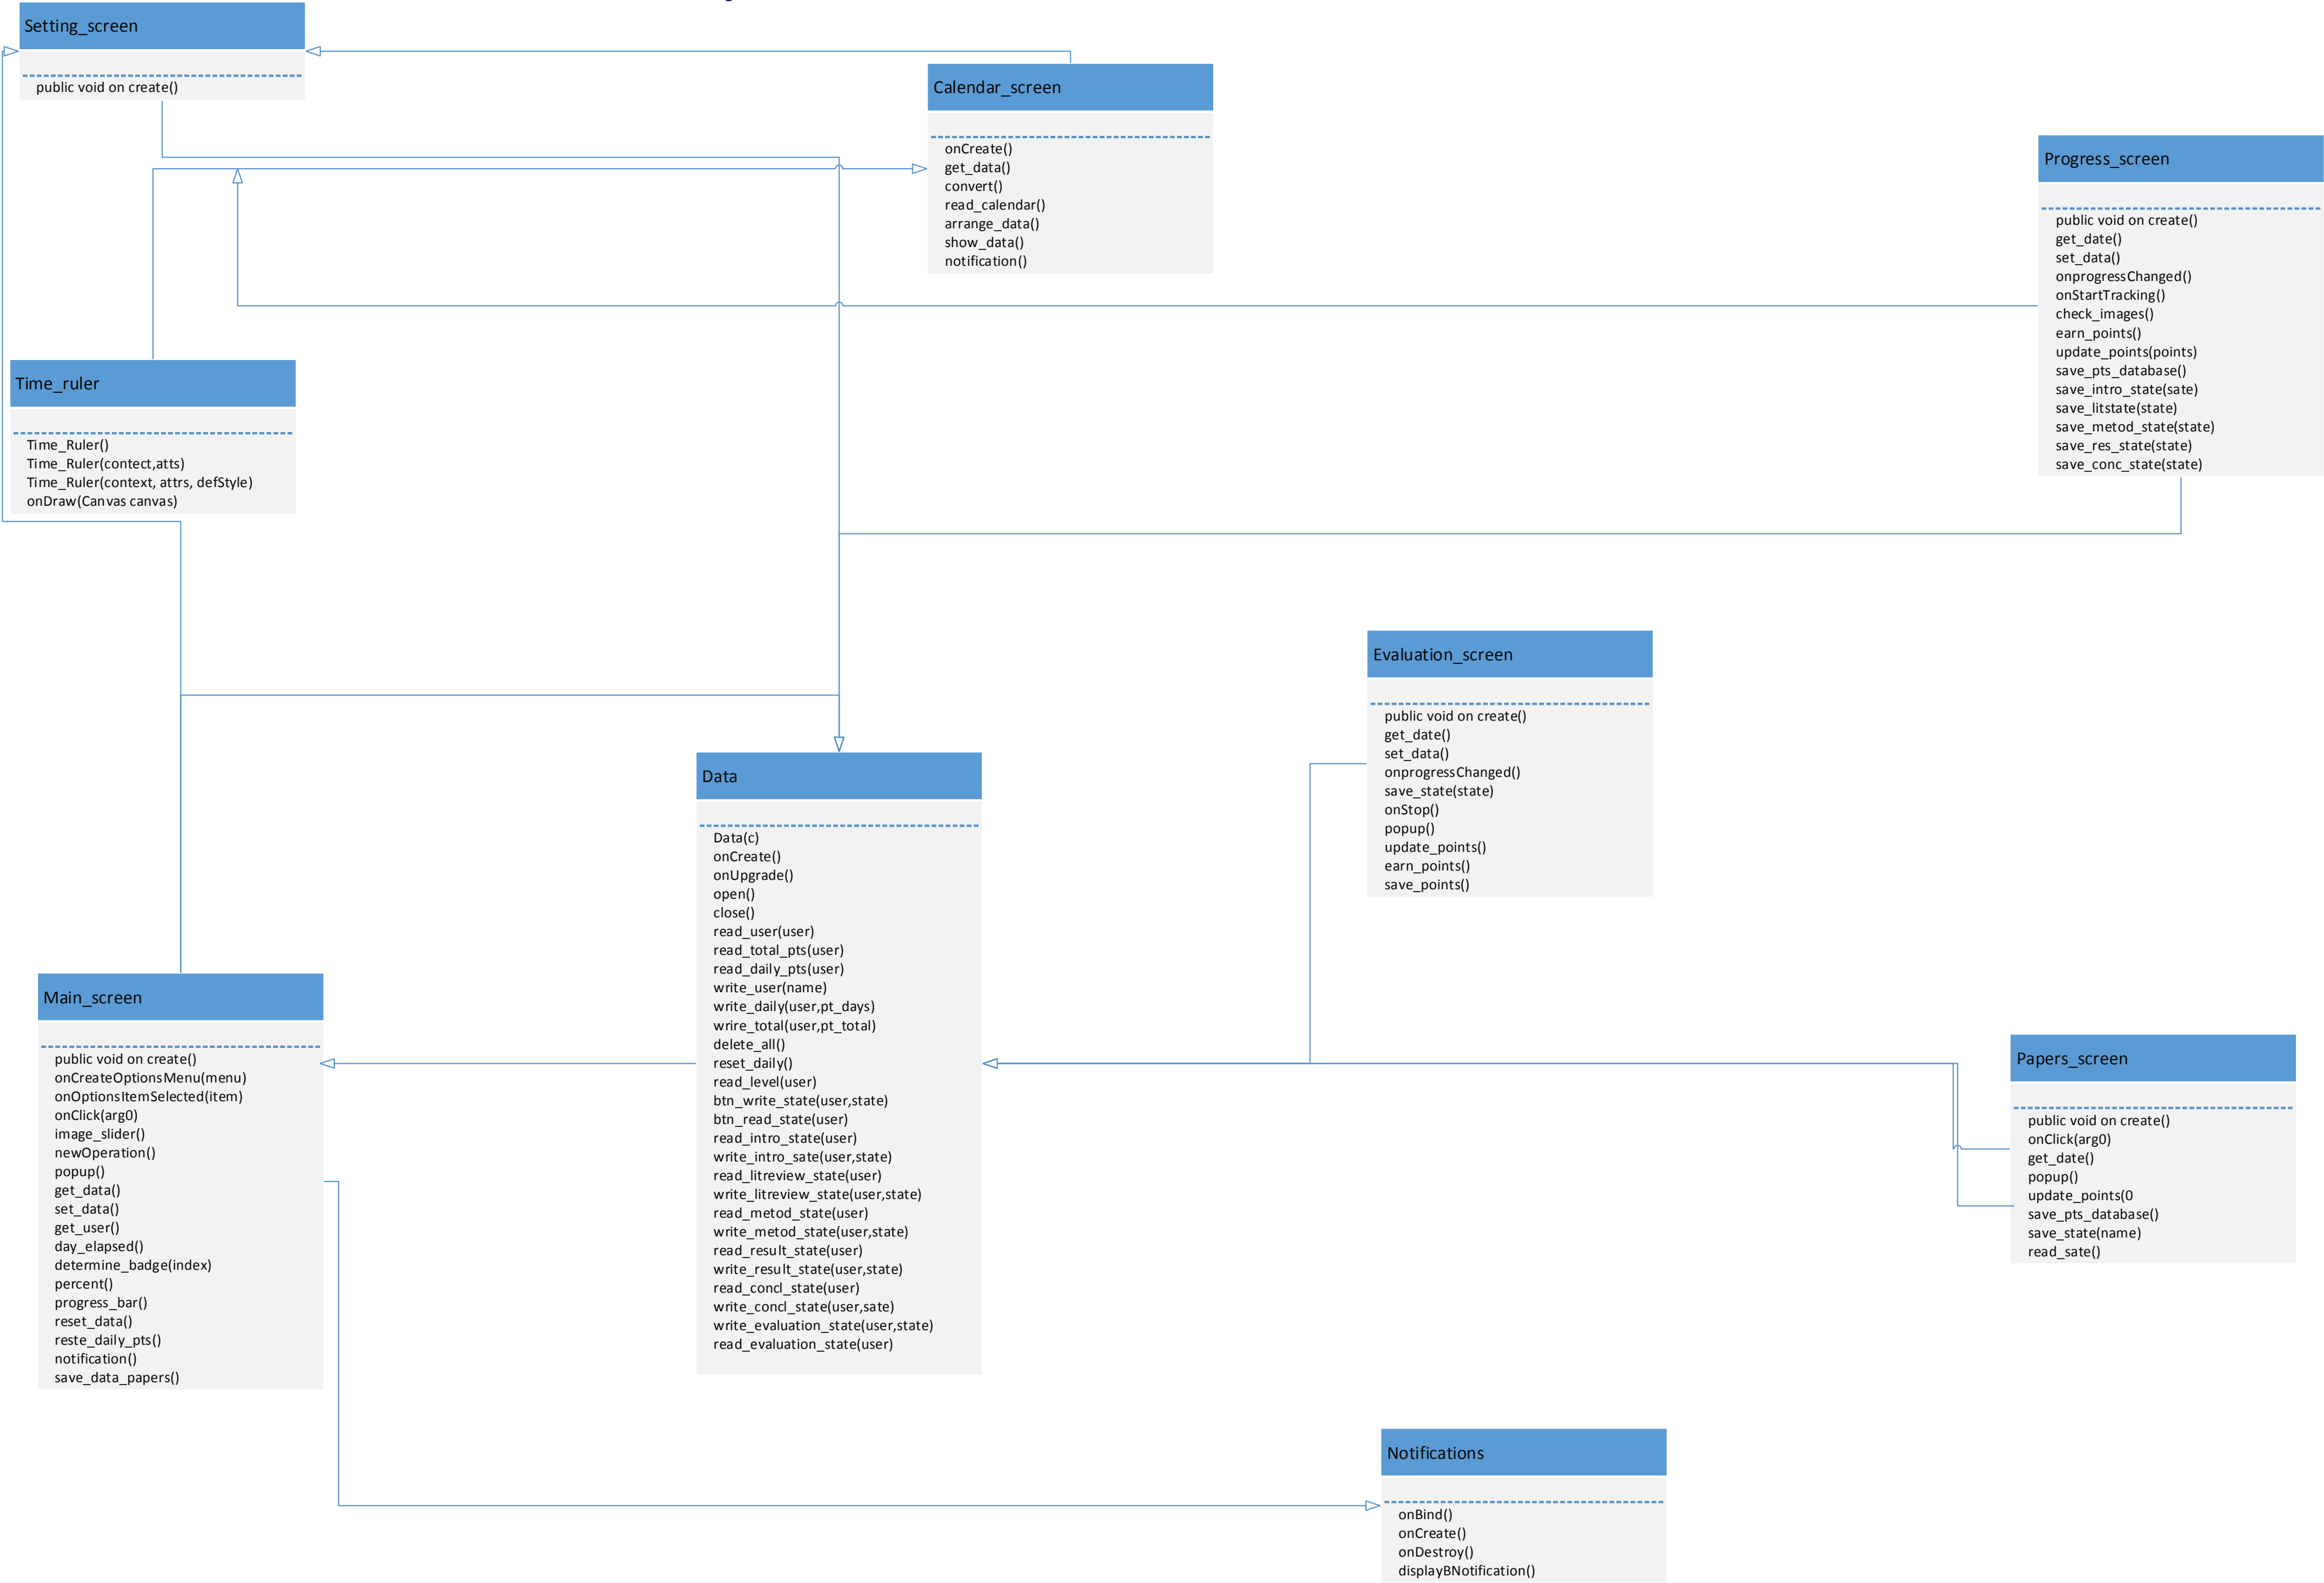 Setting_screen
public void on create()
Calendar_screen
onCreate()
get_data()
convert()
read_calendar()
arrange_data()
show_data()
notification()
Progress_screen
public void on create()
get_date()
set_data()
onprogressChanged()
onStartTracking()
check_images()
earn_points()
update_points(points)
save_pts_database()
save_intro_state(sate)
save_litstate(state)
save_metod_state(state)
save_res_state(state)
save_conc_state(state)
Time_ruler
Time_Ruler()
Time_Ruler(contect,atts)
Time_Ruler(context, attrs, defStyle)
onDraw(Canvas canvas)
Evaluation_screen
public void on create()
get_date()
set_data()
onprogressChanged()
save_state(state)
onStop()
popup()
update_points()
earn_points()
save_points()
Data
Data(c)
onCreate()
onUpgrade()
open()
close()
read_user(user)
read_total_pts(user)
read_daily_pts(user)
write_user(name)
write_daily(user,pt_days)
wrire_total(user,pt_total)
delete_all()
reset_daily()
read_level(user)
btn_write_state(user,state)
btn_read_state(user)
read_intro_state(user)
write_intro_sate(user,state)
read_litreview_state(user)
write_litreview_state(user,state)
read_metod_state(user)
write_metod_state(user,state)
read_result_state(user)
write_result_state(user,state)
read_concl_state(user)
write_concl_state(user,sate)
write_evaluation_state(user,state)
read_evaluation_state(user)
Main_screen
public void on create()
onCreateOptionsMenu(menu)
onOptionsItemSelected(item)
onClick(arg0)
image_slider()
newOperation()
popup()
get_data()
set_data()
get_user()
day_elapsed()
determine_badge(index)
percent()
progress_bar()
reset_data()
reste_daily_pts()
notification()
save_data_papers()
Papers_screen
public void on create()
onClick(arg0)
get_date()
popup()
update_points(0
save_pts_database()
save_state(name)
read_sate()
Notifications
onBind()
onCreate()
onDestroy()
displayBNotification()